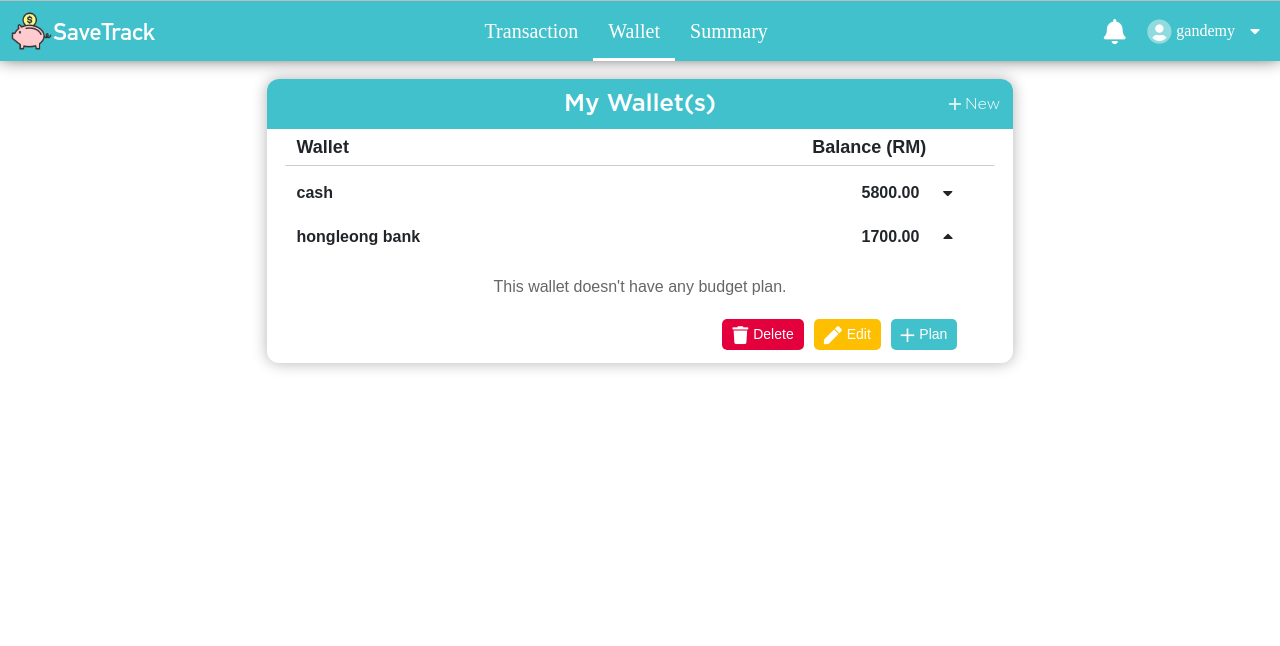 SaveTrack Transaction Wallet Summary gandemy
My Wallet(s) + New
Wallet Balance (RM)
cash 5800.00
hongleong bank 1700.00
This wallet doesn't have any budget plan.
Delete Edit + Plan